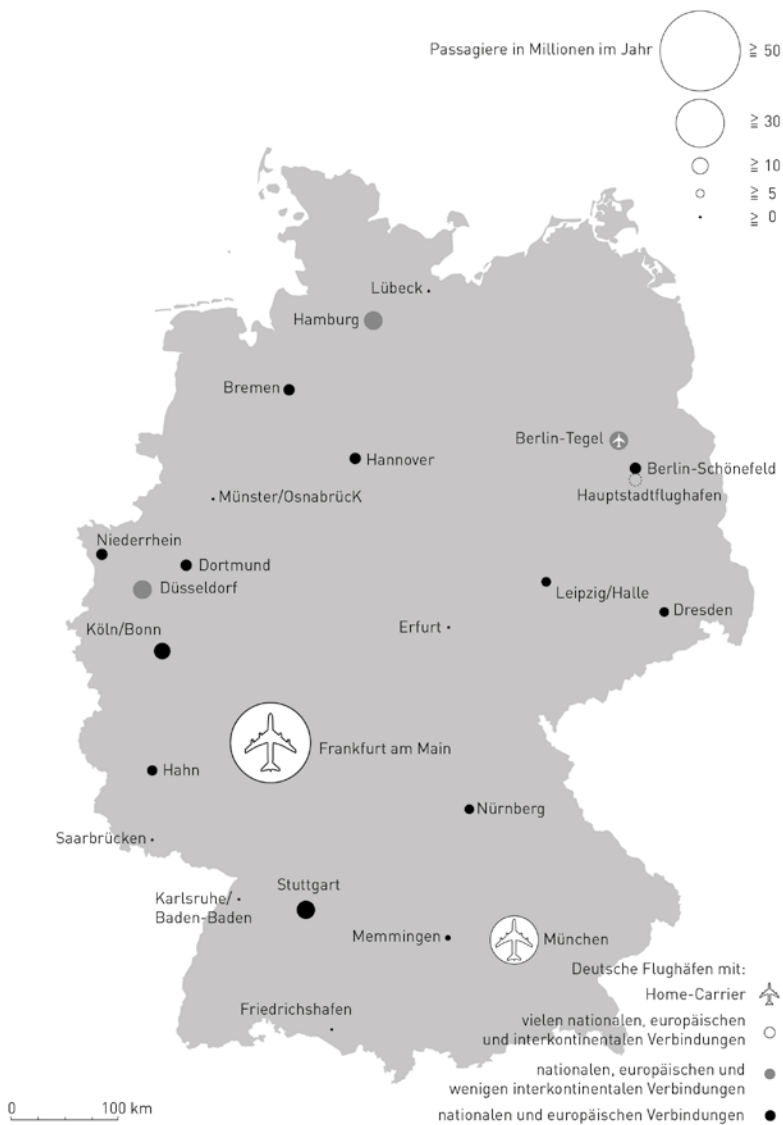 Passagiere in Millionen im Jahr
≥ 50
≥ 30
≥ 10
≥ 5
≥ 0
Lübeck
Hamburg
Bremen
Berlin-Tegel
Hannover
Berlin-Schönefeld
Hauptstadtflughafen
Münster/OsnabrücK
Niederrhein
Dortmund
Düsseldorf
Leipzig/Halle
Dresden
Köln/Bonn
Erfurt
Frankfurt am Main
Hahn
Nürnberg
Saarbrücken
Stuttgart
Karlsruhe/
Baden-Baden
Memmingen
München
Friedrichshafen
Deutsche Flughäfen mit:
Home-Carrier
vielen nationalen, europäischen
und interkontinentalen Verbindungen
nationalen, europäischen und
wenigen interkontinentalen Verbindungen
nationalen und europäischen Verbindungen
0 100 km